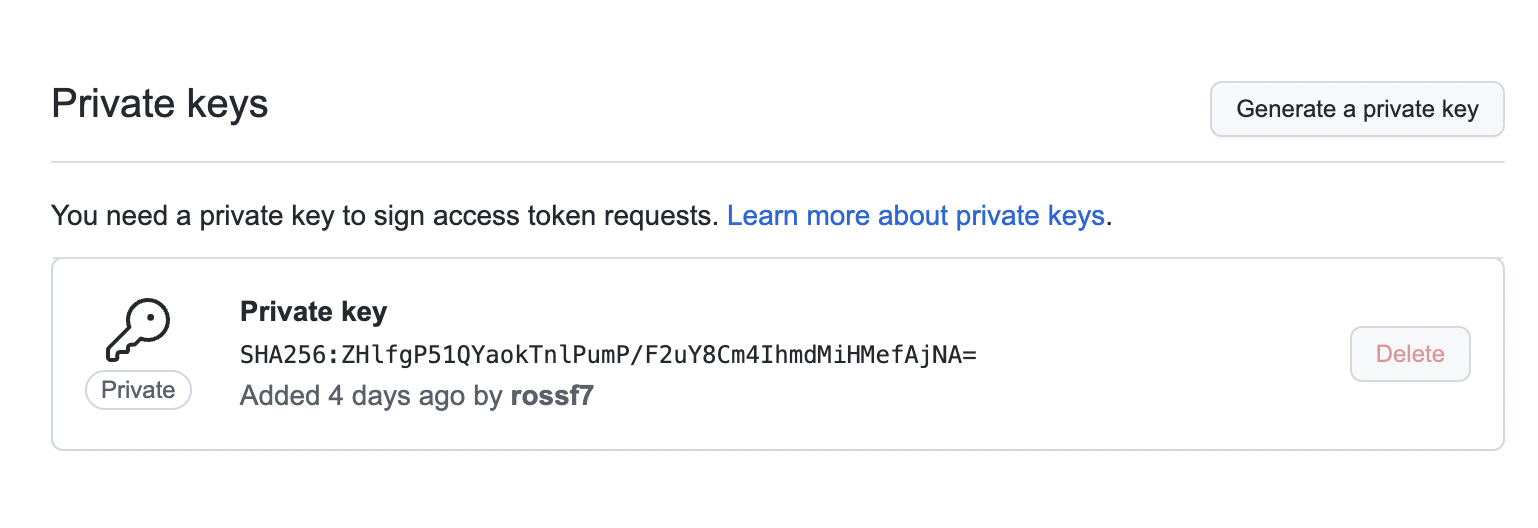 Private keys
Generate a private key
You need a private key to sign access token requests. Learn more about private keys.
Private key
SHA256:ZHlfgP51QYaokTnlPumP/F2uY8Cm4IhmdMiHMefAjNA=
Private
Added 4 days ago by rossf7
Delete